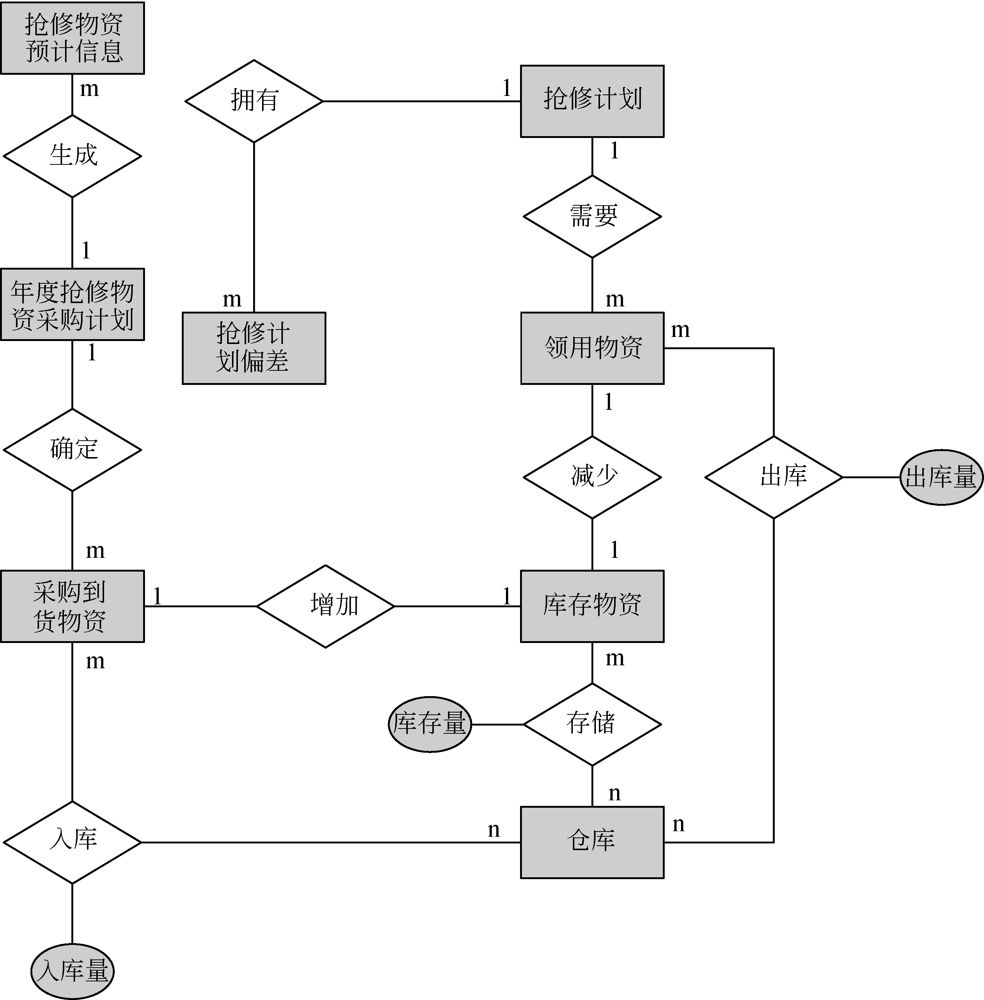 抢修物资
预计信息
m
生成
1
年度抢修物
资采购计划
1
确定
m
采购到
货物资
m
入库
入库量
拥有
1
抢修计划
m
抢修计
划偏差
1
需要
m
领用物资
m
1
减少
出库
出库量
1
1
增加
1
库存物资
m
库存量
存储
n
n
仓库
n